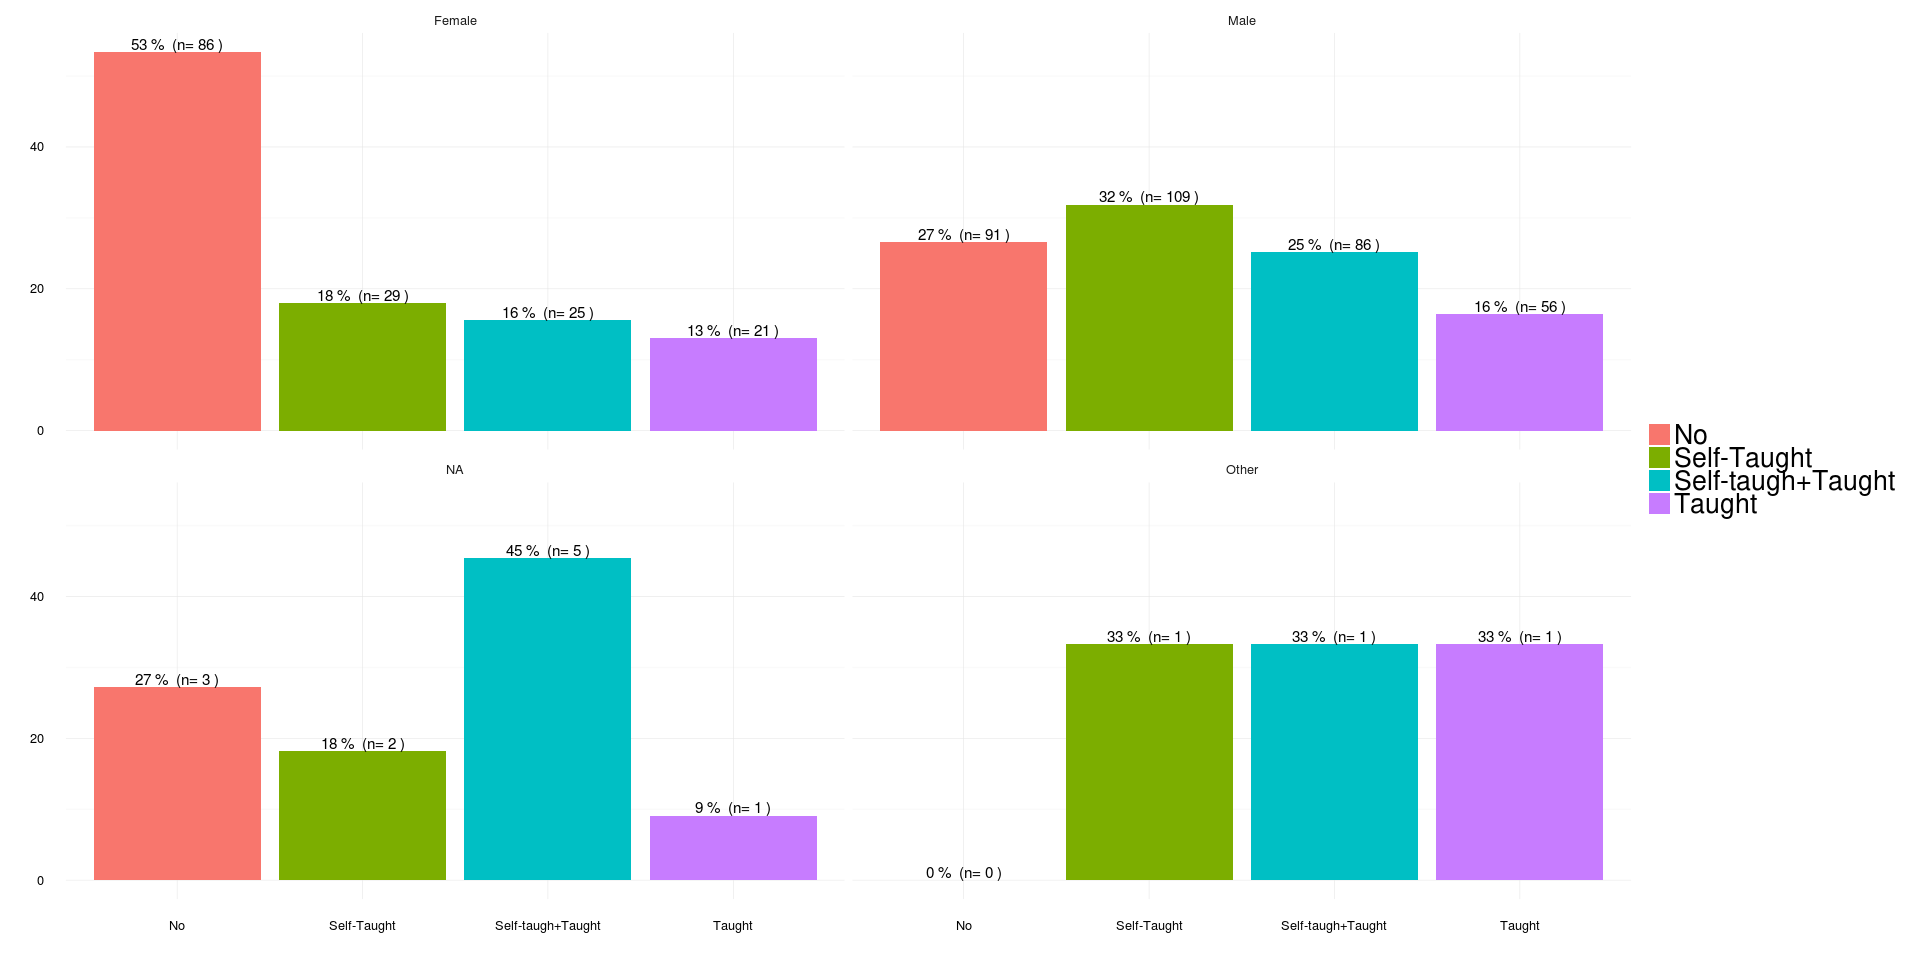 Female
Male
53 % (n= 86 )
18 % (n= 29 )
16 % (n= 25 )
13 % (n= 21 )
27 % (n= 91 )
32 % (n= 109 )
25 % (n= 86 )
16 % (n= 56 )
40
20
0
NA
Other
27 % (n= 3 )
18 % (n= 2 )
45 % (n= 5 )
9 % (n= 1 )
0 % (n= 0 )
33 % (n= 1 )
33 % (n= 1 )
33 % (n= 1 )
40
20
0
No
Self-Taught
Self-taugh+Taught
Taught
No
Self-Taught
Self-taugh+Taught
Taught
No
Self-Taught
Self-taugh+Taught
Taught